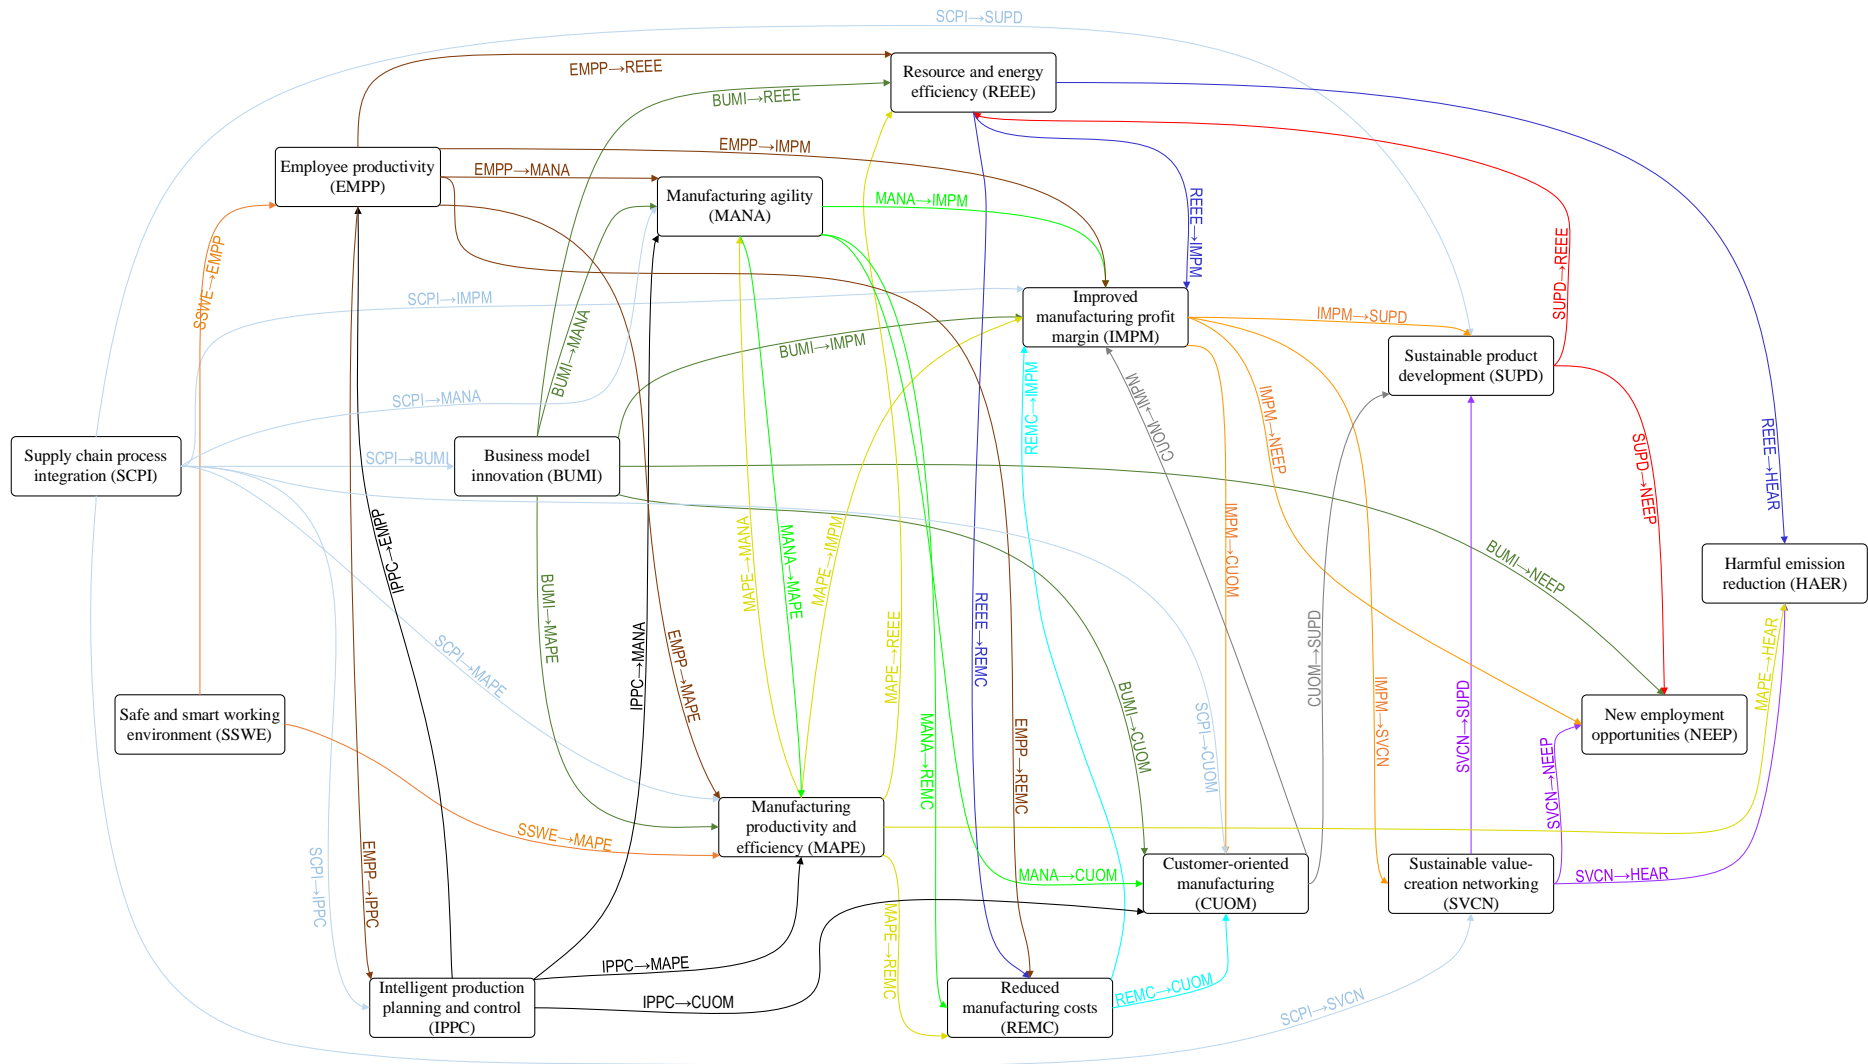 SCPI→SUPD
EMPP→REEE
Resource and energy
efficiency (REEE)
BUMI→REEE
EMPP→IMPM
Employee productivity
(EMPP)
EMPP→MANA
Manufacturing agility
(MANA)
MANA→IMPM
REEE→IMPM
SUPD→REEE
SSWE→EMPP
SCPI→IMPM
BUMI→MANA
BUMI→IMPM
Improved
manufacturing profit
margin (IMPM)
IMPM→SUPD
Sustainable product
development (SUPD)
SCPI→MANA
REMC→IMPM
CUOM→IMPM
IMPM→NEEP
SUPD→NEEP
REEE→HEAR
Supply chain process
integration (SCPI)
SCPI→BUMI
Business model
innovation (BUMI)
IPPC→EMPP
MAPE→MANA
MANA→MAPE
MAPE→IMPM
IMPM→CUOM
BUMI→NEEP
Harmful emission
reduction (HAER)
BUMI→MAPE
SCPI→MAPE
IPPC→MANA
EMPP→MAPE
MAPE→REEE
REEE→REMC
CUOM→SUPD
MAPE→HEAR
Safe and smart working
environment (SSWE)
BUMI→CUOM
SCPI→CUOM
IMPM→SVCN
SVCN→SUPD
SVCN→NEEP
New employment
opportunities (NEEP)
MANA→REMC
EMPP→REMC
SSWE→MAPE
Manufacturing
productivity and
efficiency (MAPE)
SCPI→IPPC
EMPP→IPPC
MANA→CUOM
Customer-oriented
manufacturing
(CUOM)
Sustainable value-
creation networking
(SVCN)
SVCN→HEAR
MAPE→REMC
IPPC→MAPE
Intelligent production
planning and control
(IPPC)
IPPC→CUOM
Reduced
manufacturing costs
(REMC)
REMC→CUOM
SCPI→SVCN